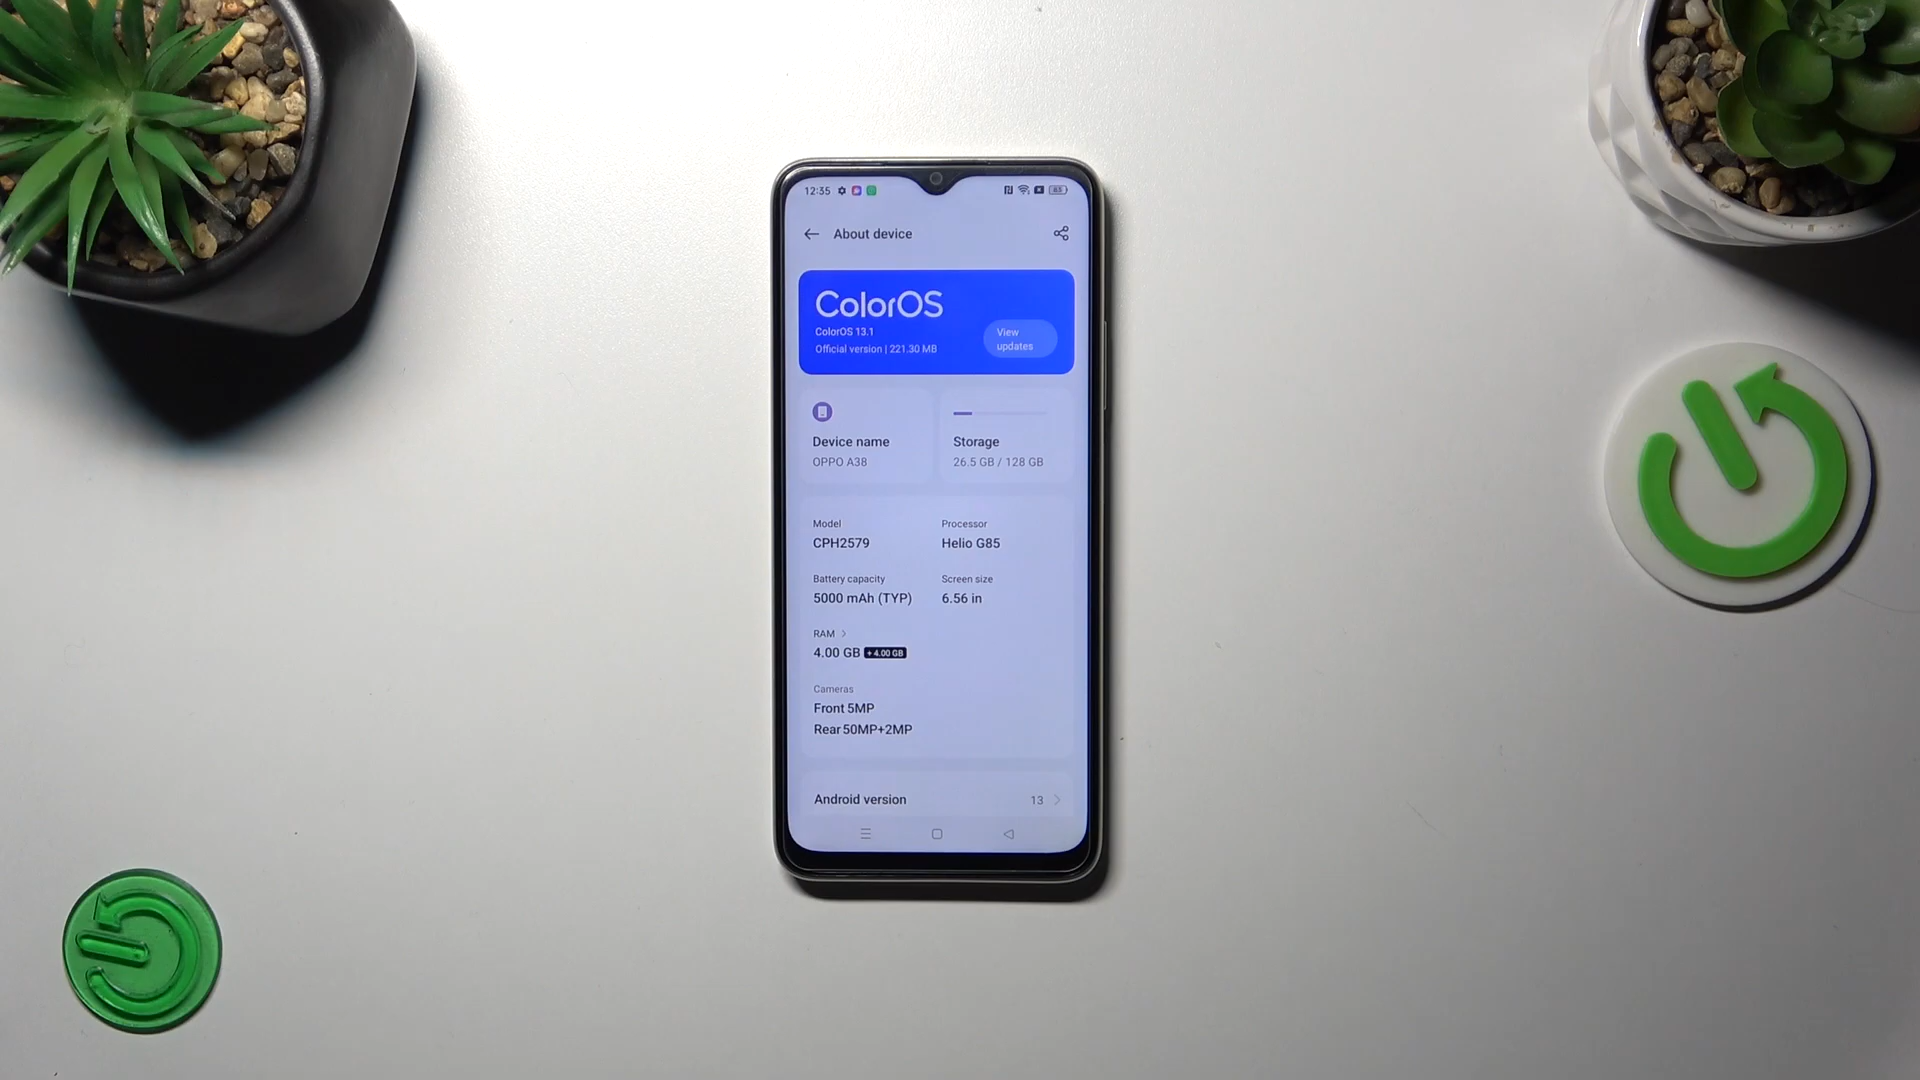 12:35
85
About device
ColorOS
ColorOS 13.1
Official version | 221.30 MB
View
updates
Device name
OPPO A38
Storage
26.5 GB / 128 GB
Model
CPH2579
Processor
Helio G85
Battery capacity
5000 mAh (TYP)
Screen size
6.56 in
RAM >
4.00 GB + 4.00 GB
Cameras
Front 5MP
Rear 50MP+2MP
Android version
13 >